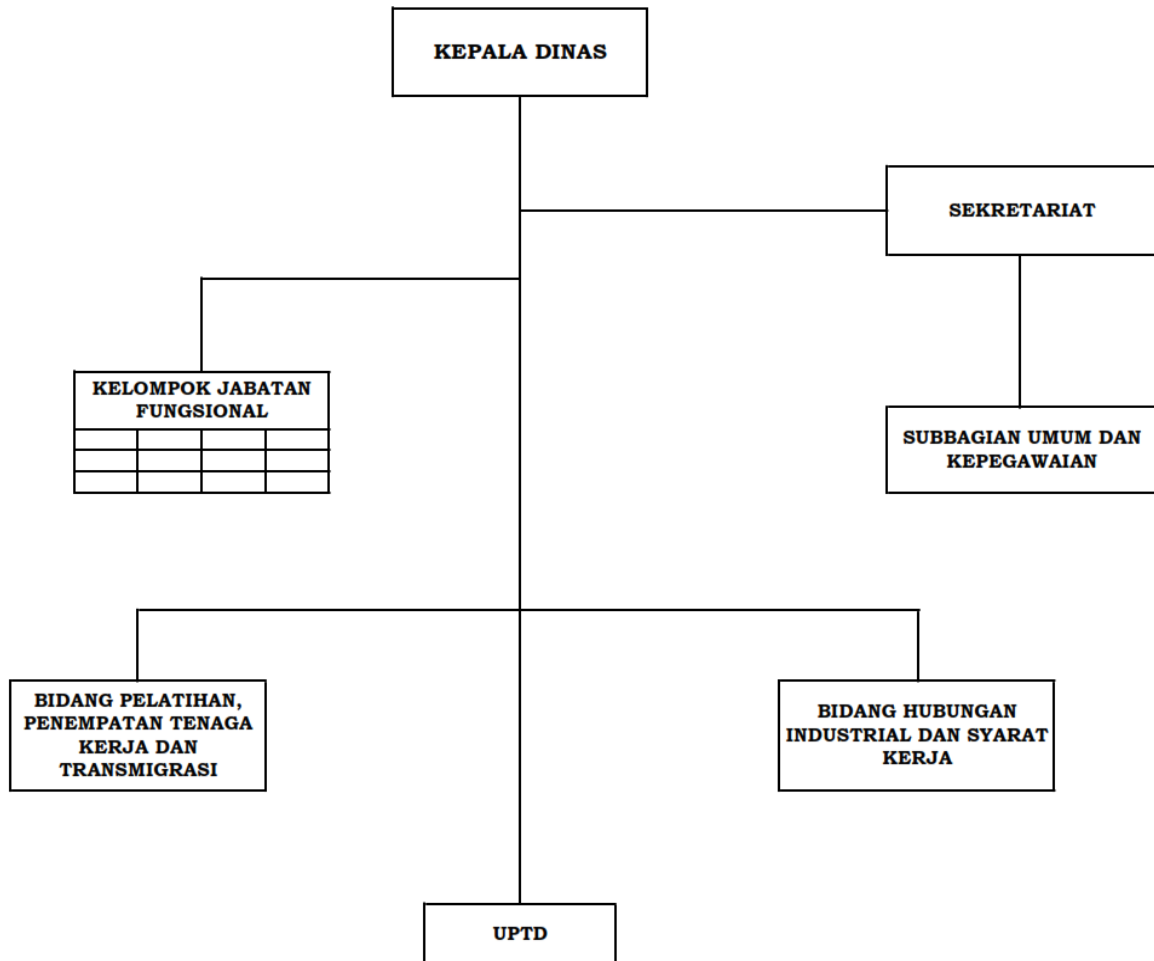 KEPALA DINAS
SEKRETARIAT
KELOMPOK JABATAN
FUNGSIONAL
SUBBAGIAN UMUM DAN
KEPEGAWAIAN
BIDANG PELATIHAN,
PENEMPATAN TENAGA
KERJA DAN
TRANSMIGRASI
BIDANG HUBUNGAN
INDUSTRIAL DAN SYARAT
KERJA
UPTD